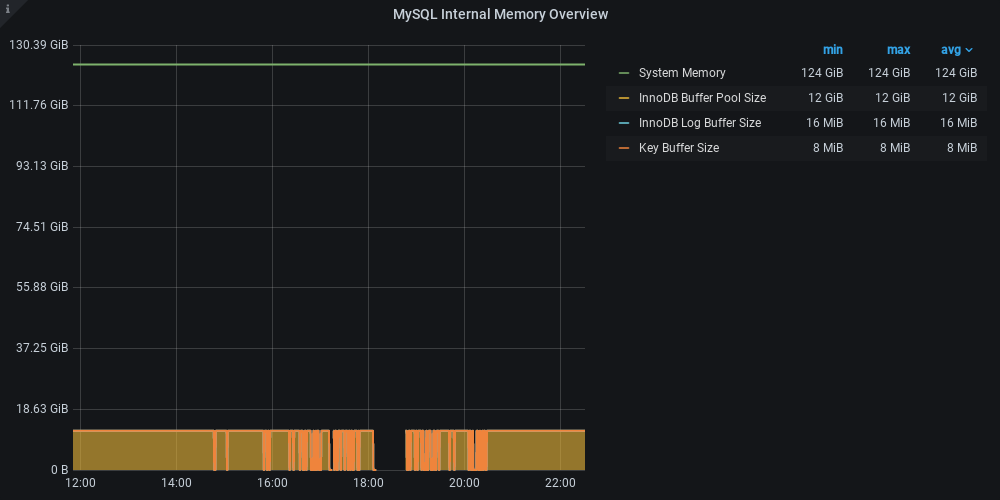 i
MySQL Internal Memory Overview
130.39 GiB
111.76 GiB
93.13 GiB
74.51 GiB
55.88 GiB
37.25 GiB
18.63 GiB
0 B
12:00 14:00 16:00 18:00 20:00 22:00
min max avg
System Memory 124 GiB 124 GiB 124 GiB
InnoDB Buffer Pool Size 12 GiB 12 GiB 12 GiB
InnoDB Log Buffer Size 16 MiB 16 MiB 16 MiB
Key Buffer Size 8 MiB 8 MiB 8 MiB